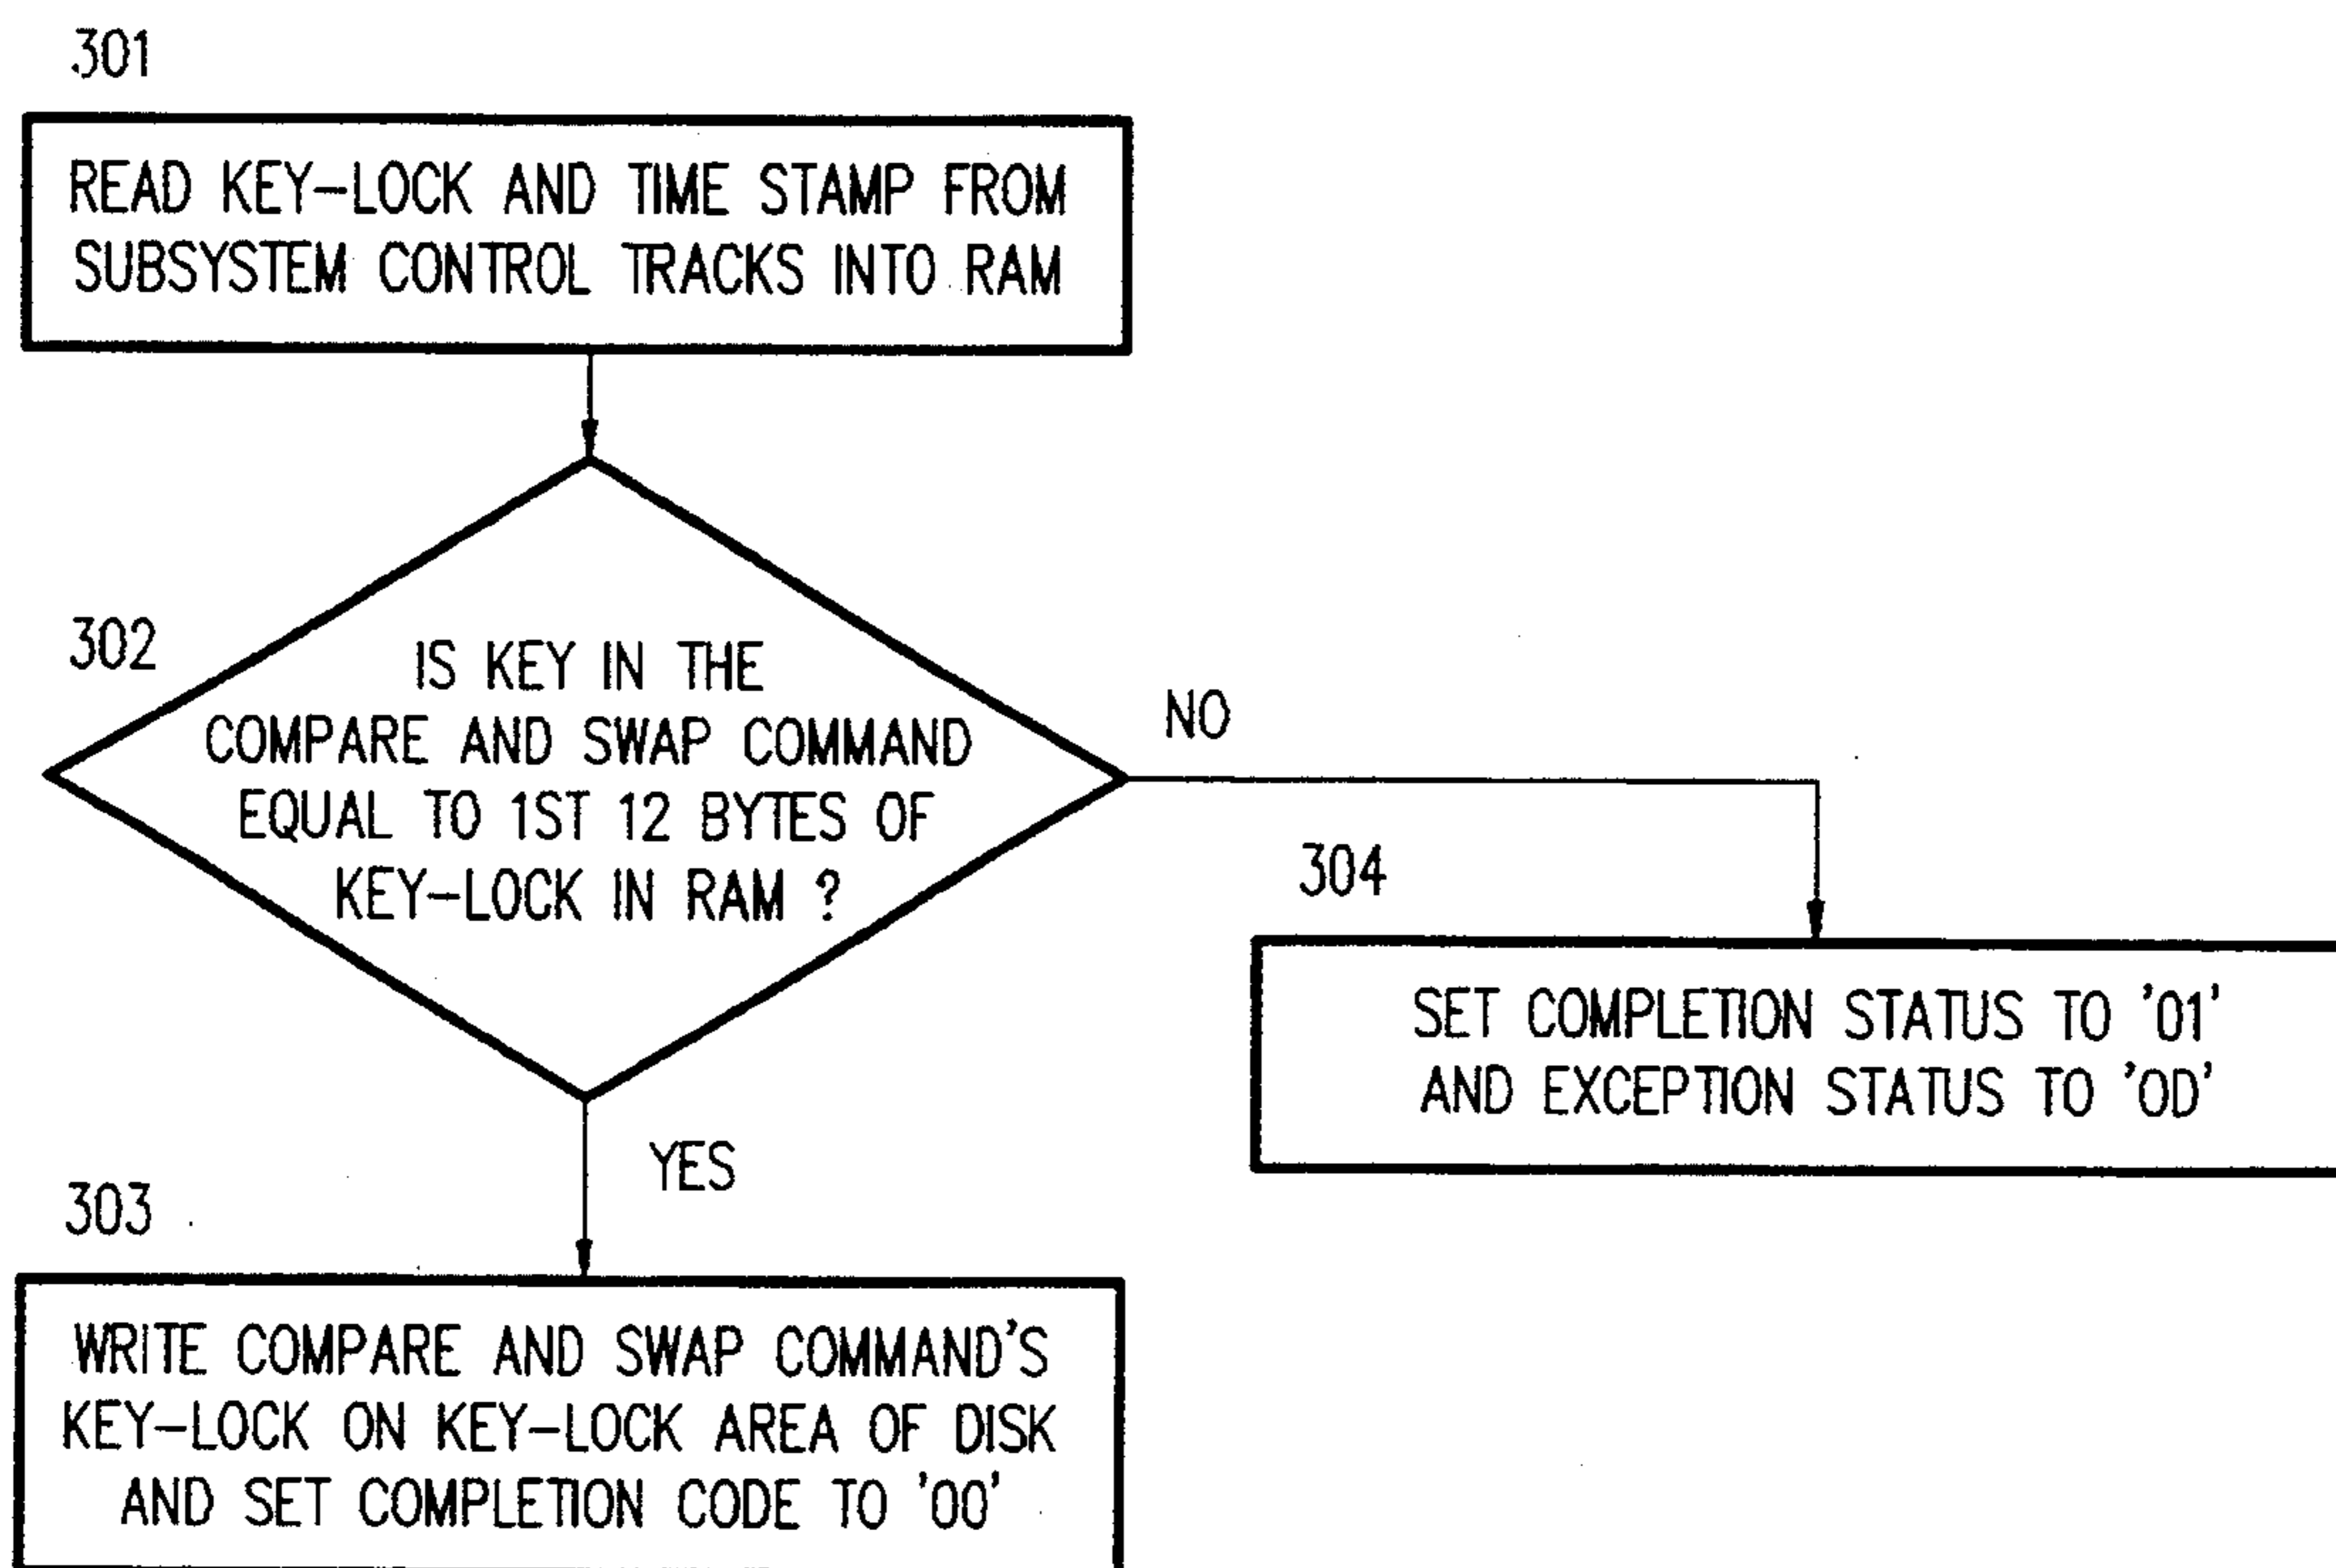 301
READ KEY-LOCK AND TIME STAMP FROM
SUBSYSTEM CONTROL TRACKS INTO RAM
302
IS KEY IN THE
COMPARE AND SWAP COMMAND
EQUAL TO 1ST 12 BYTES OF
KEY-LOCK IN RAM ?
NO
304
SET COMPLETION STATUS TO '01'
AND EXCEPTION STATUS TO '0D'
YES
303
WRITE COMPARE AND SWAP COMMAND'S
KEY-LOCK ON KEY-LOCK AREA OF DISK
AND SET COMPLETION CODE TO '00'